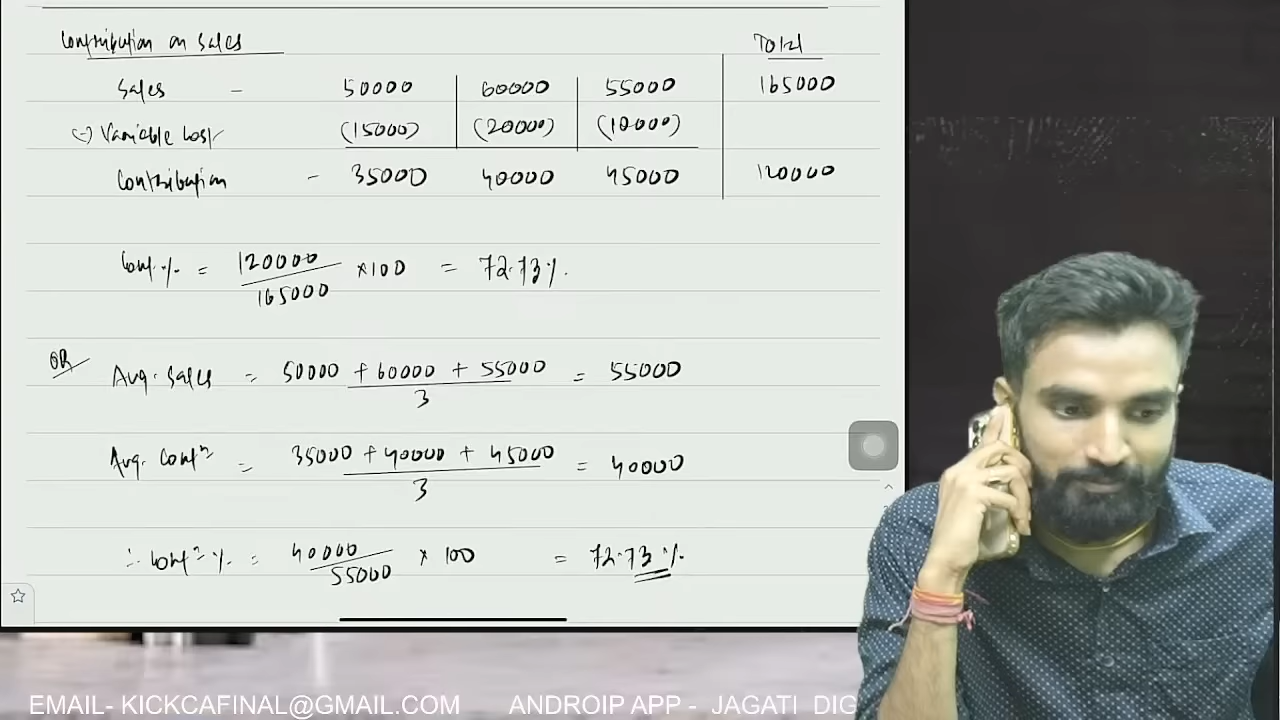 Contribution on Sales Total
Sales - 50000 60000 55000 165000
(-) Variable Cost (15000) (20000) (10000)
Contribution - 35000 40000 45000 120000
Cont.% = 120000/165000 ×100 = 72.73%.
OR Avg. Sales = 50000 + 60000 + 55000 / 3 = 55000
Avg. Contⁿ = 35000 + 40000 + 45000 / 3 = 40000
∴ Contⁿ % = 40000/55000 × 100 = 72.73%
EMAIL- KICKCAFINAL@GMAIL.COM ANDROIP APP - JAGATI DIG